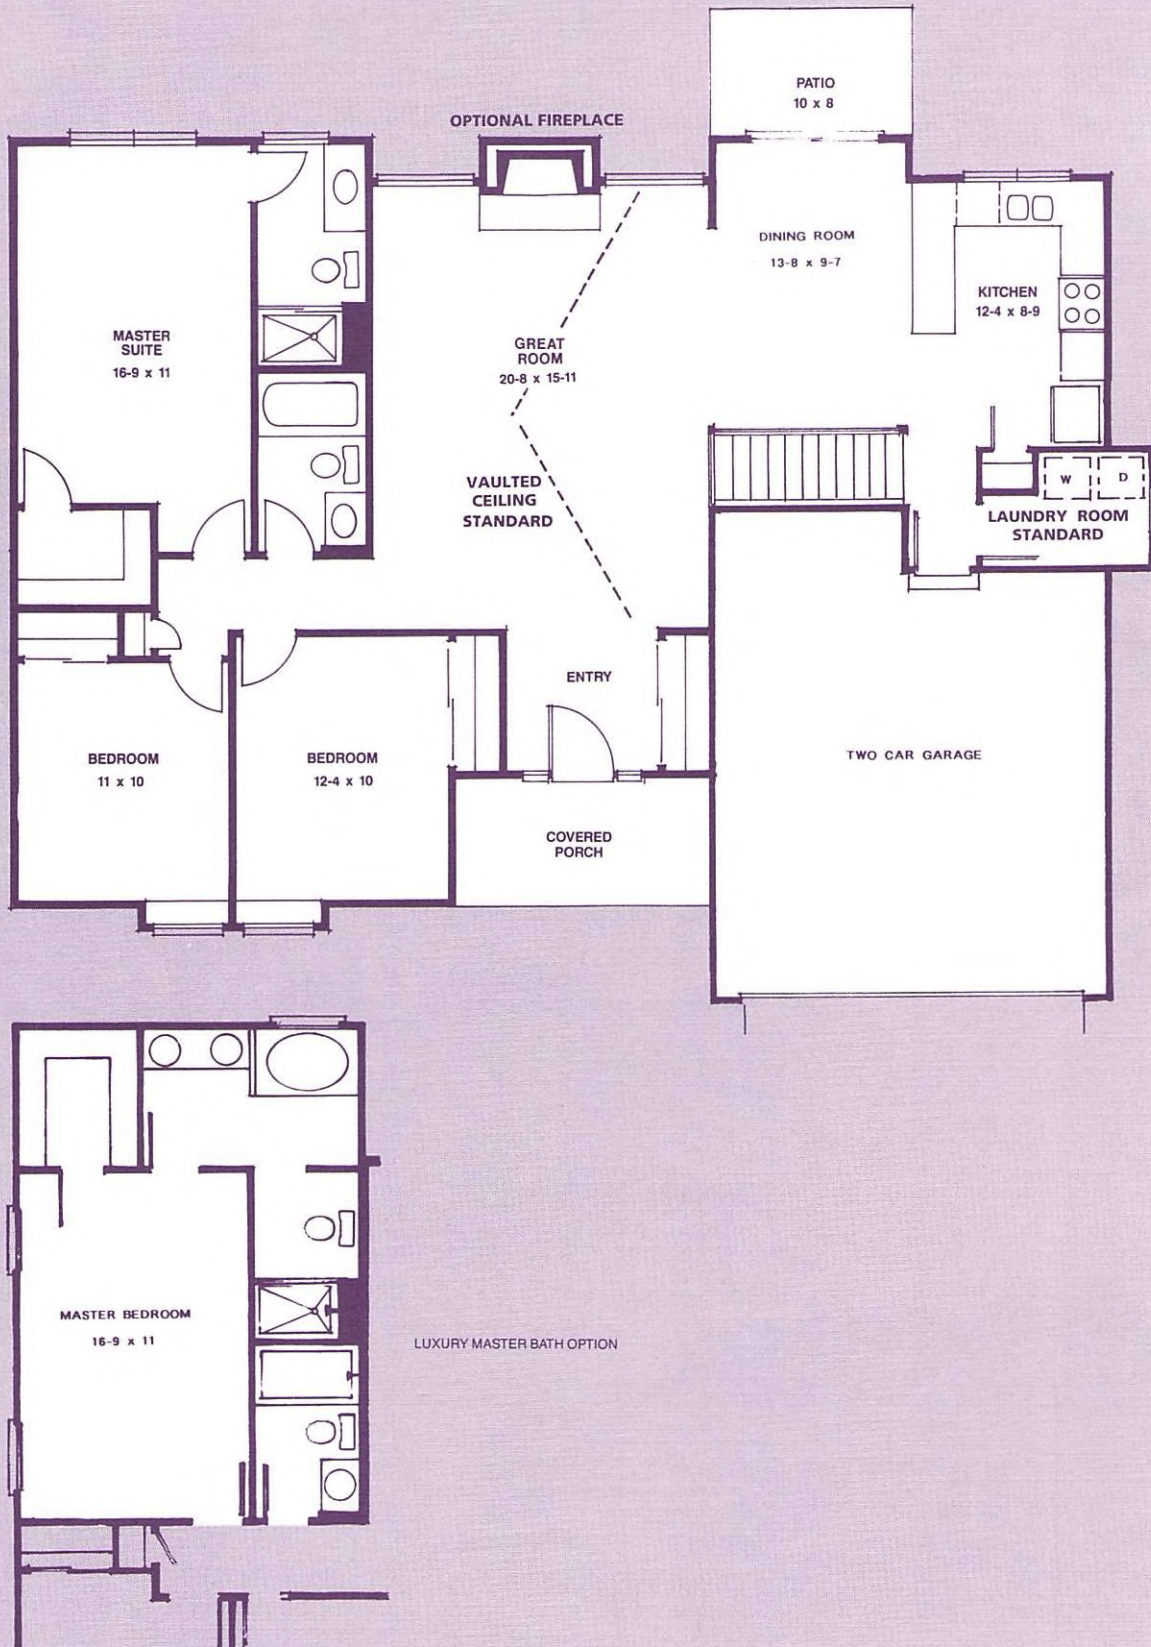 PATIO
10 x 8
OPTIONAL FIREPLACE
DINING ROOM
13-8 x 9-7
KITCHEN
12-4 x 8-9
MASTER
SUITE
16-9 x 11
GREAT
ROOM
20-8 x 15-11
VAULTED
CEILING
STANDARD
W
D
LAUNDRY ROOM
STANDARD
ENTRY
BEDROOM
11 x 10
BEDROOM
12-4 x 10
TWO CAR GARAGE
COVERED
PORCH
MASTER BEDROOM
16-9 x 11
LUXURY MASTER BATH OPTION